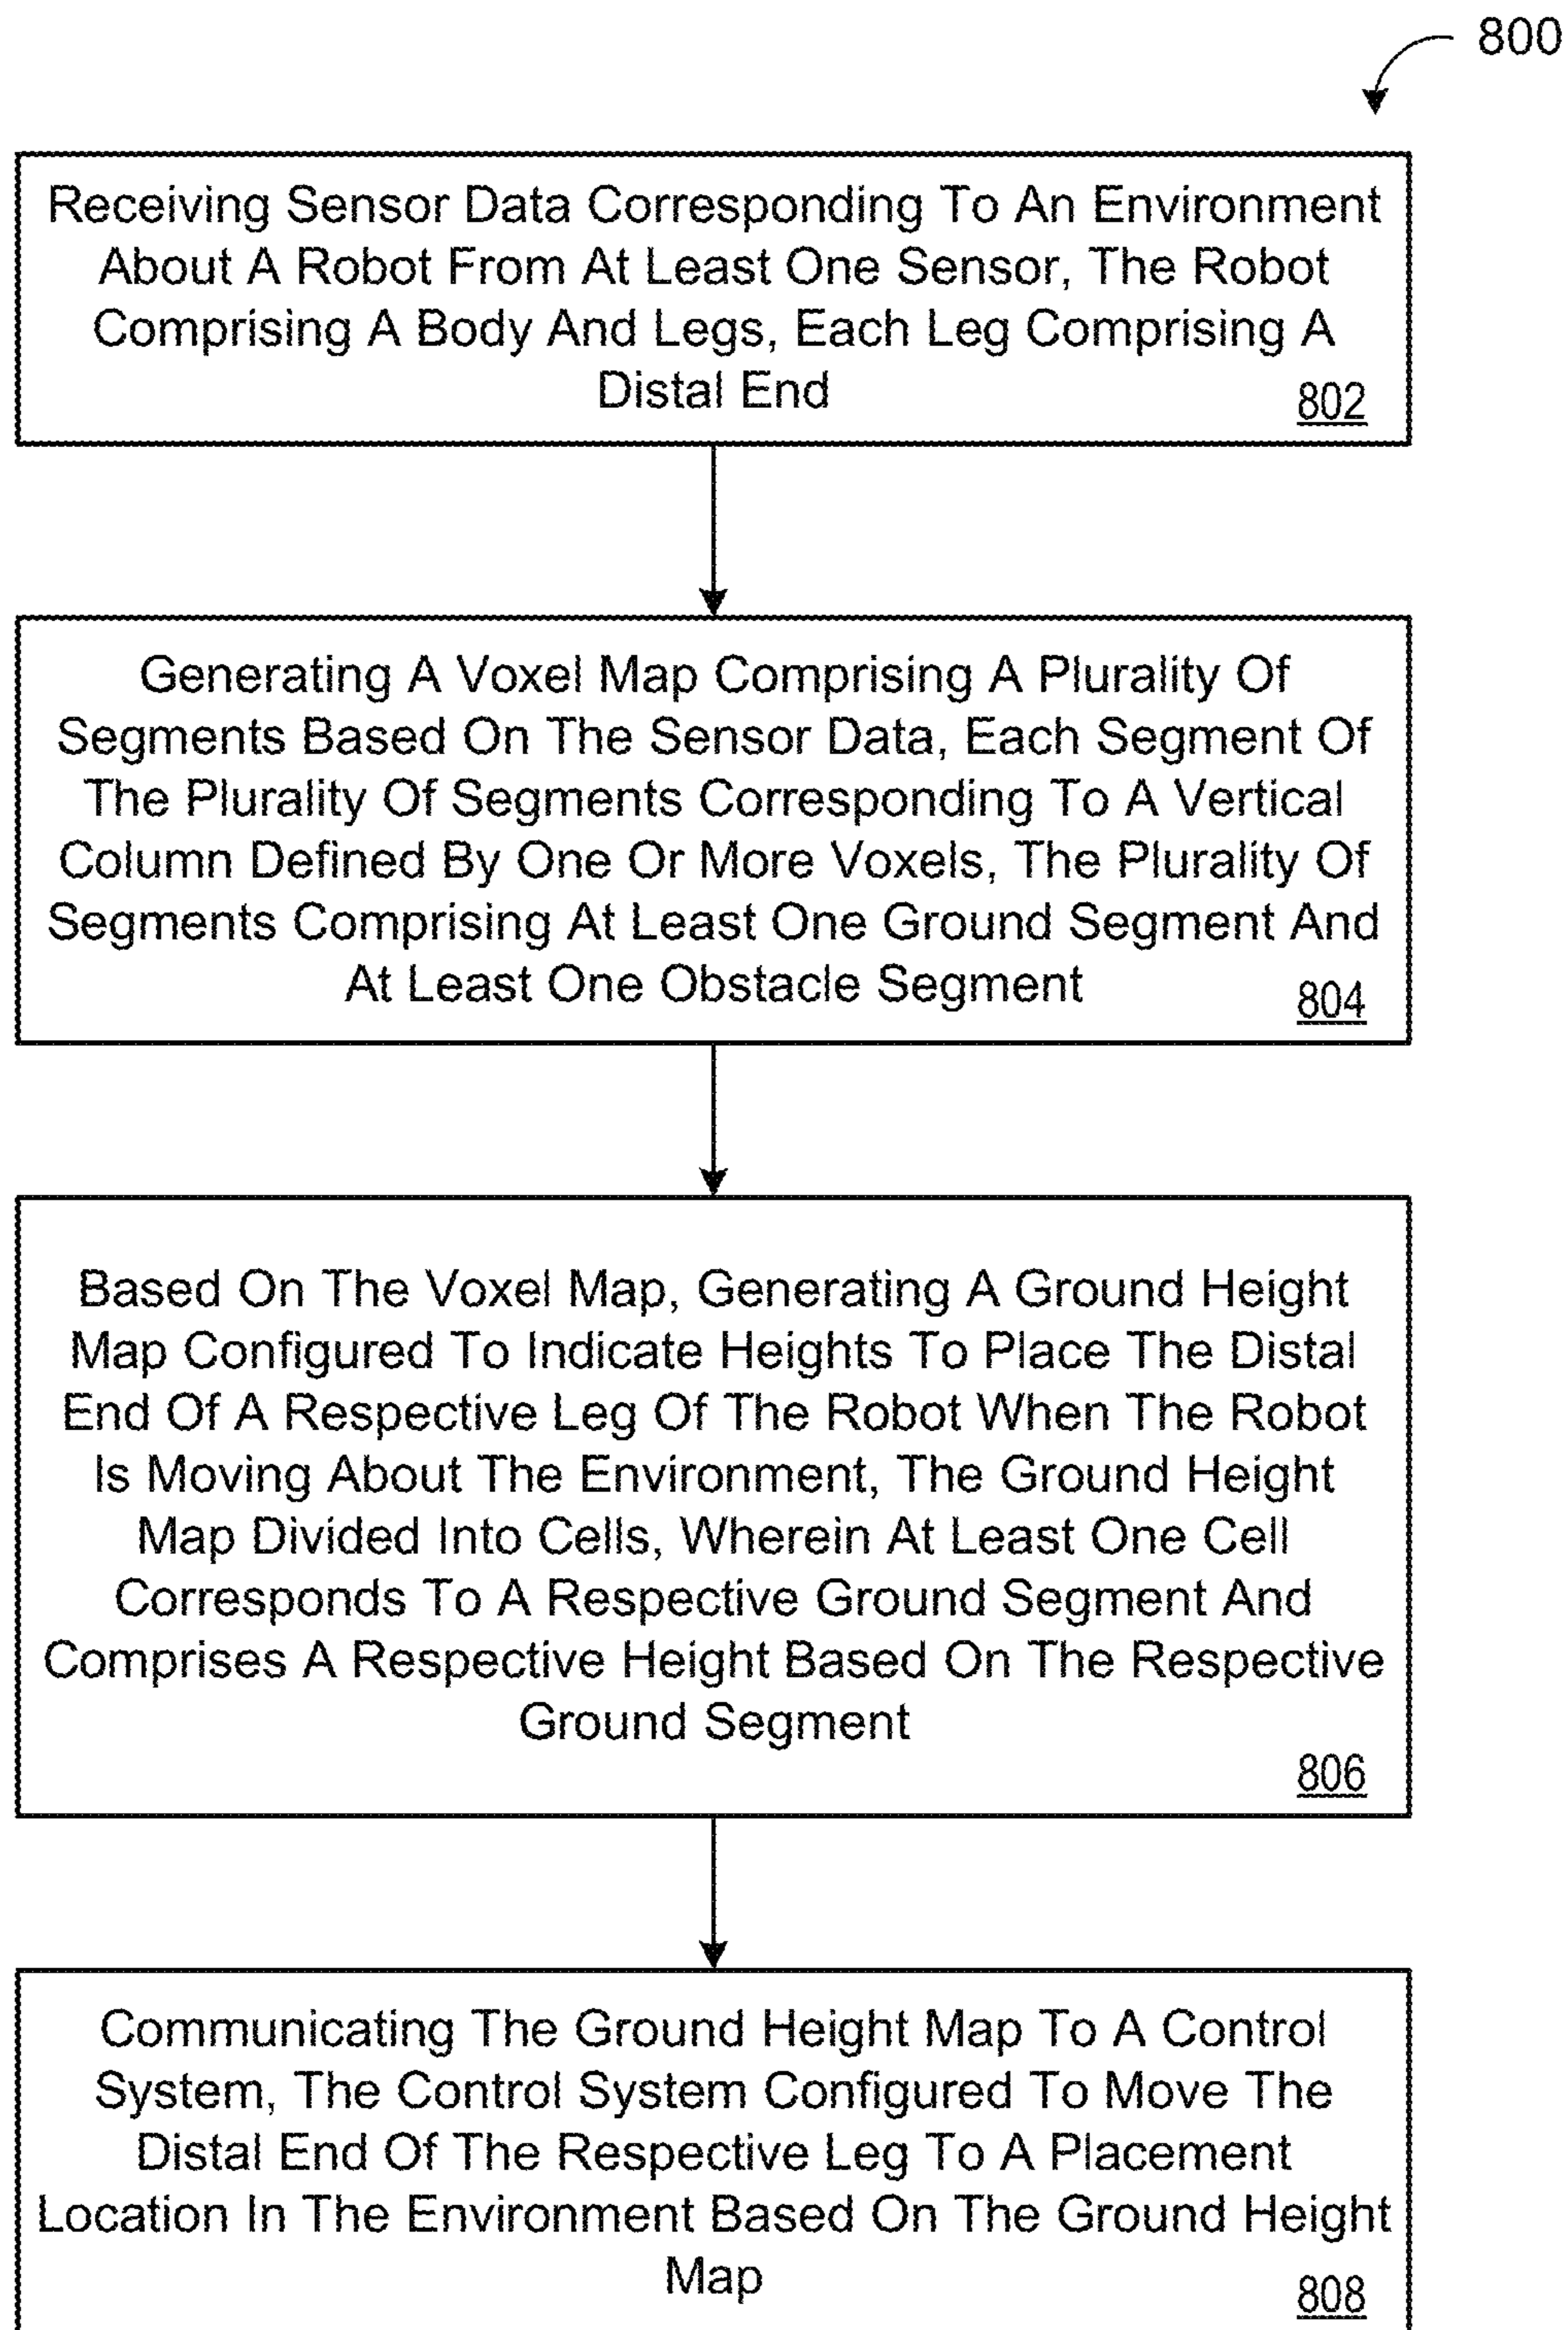 800
Receiving Sensor Data Corresponding To An Environment
About A Robot From At Least One Sensor, The Robot
Comprising A Body And Legs, Each Leg Comprising A
Distal End
802
Generating A Voxel Map Comprising A Plurality Of
Segments Based On The Sensor Data, Each Segment Of
The Plurality Of Segments Corresponding To A Vertical
Column Defined By One Or More Voxels, The Plurality Of
Segments Comprising At Least One Ground Segment And
At Least One Obstacle Segment
804
Based On The Voxel Map, Generating A Ground Height
Map Configured To Indicate Heights To Place The Distal
End Of A Respective Leg Of The Robot When The Robot
Is Moving About The Environment, The Ground Height
Map Divided Into Cells, Wherein At Least One Cell
Corresponds To A Respective Ground Segment And
Comprises A Respective Height Based On The Respective
Ground Segment
806
Communicating The Ground Height Map To A Control
System, The Control System Configured To Move The
Distal End Of The Respective Leg To A Placement
Location In The Environment Based On The Ground Height
Map
808